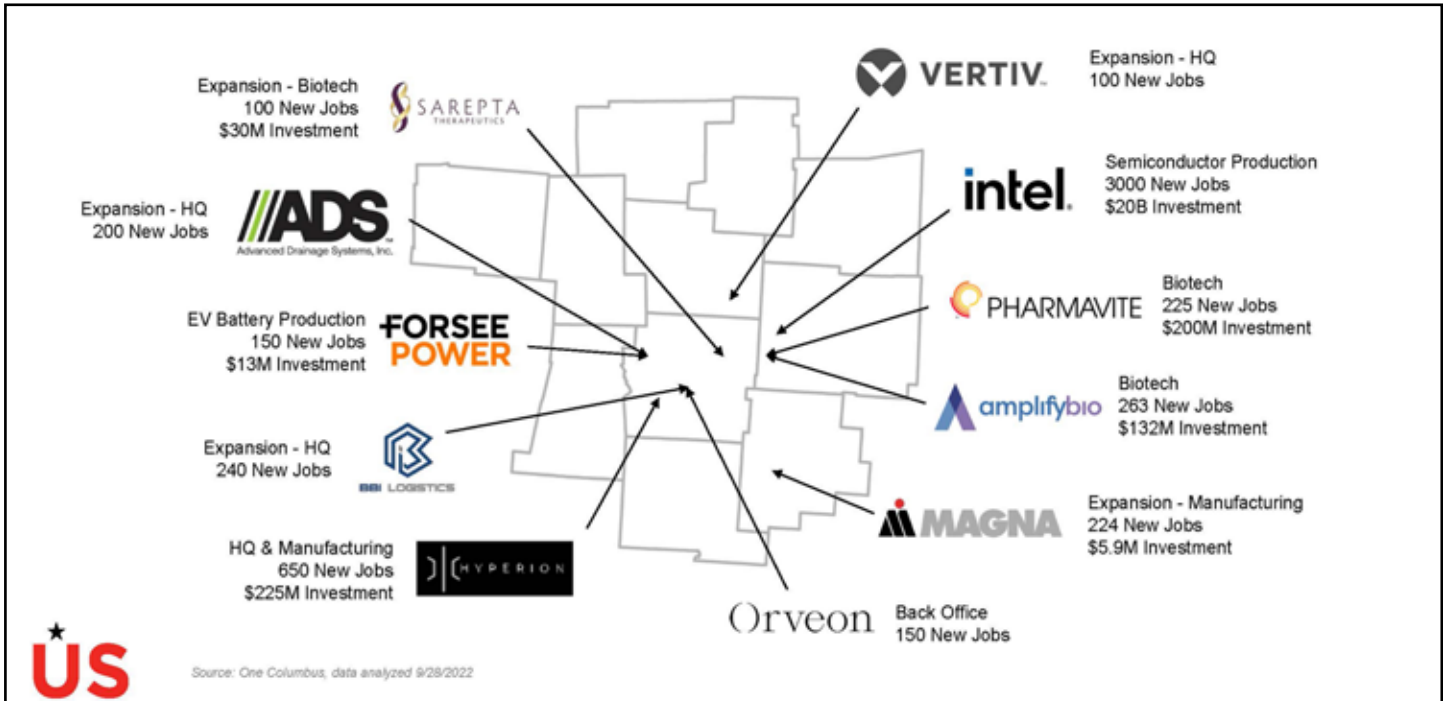 Expansion - Biotech
100 New Jobs
$30M Investment
SAREPTA
THERAPEUTICS
VERTIV™
Expansion - HQ
100 New Jobs
Expansion - HQ
200 New Jobs
ADS™
Advanced Drainage Systems, Inc.
intel.
Semiconductor Production
3000 New Jobs
$20B Investment
EV Battery Production
150 New Jobs
$13M Investment
FORSEE
POWER
PHARMAVITE
Biotech
225 New Jobs
$200M Investment
Expansion - HQ
240 New Jobs
BBI LOGISTICS
amplifybio
Biotech
263 New Jobs
$132M Investment
HQ & Manufacturing
650 New Jobs
$225M Investment
HYPERION
MAGNA
Expansion - Manufacturing
224 New Jobs
$5.9M Investment
Orveon
Back Office
150 New Jobs
US
Source: One Columbus, data analyzed 9/28/2022